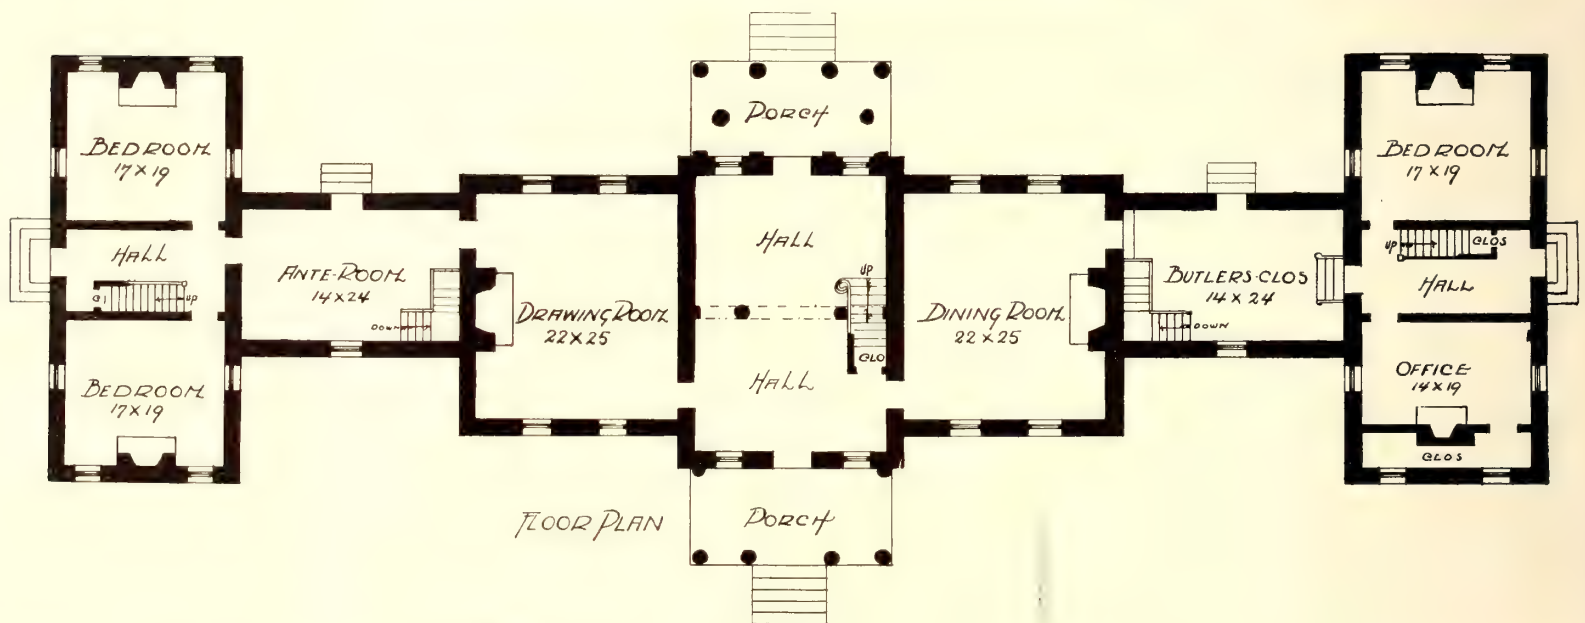 PORCH
BEDROOM
17 X 19
HALL
CL
UP
BEDROOM
17 X 19
ANTE-ROOM
14 X 24
DOWN
DRAWING ROOM
22 X 25
HALL
UP
CLO
HALL
DINING ROOM
22 X 25
BUTLERS-CLOS
14 X 24
DOWN
BEDROOM
17 X 19
UP
CLOS
HALL
OFFICE
14 X 19
CLOS
FLOOR PLAN
PORCH